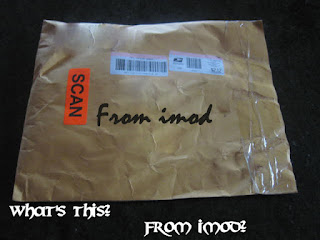 SCAN
From imod
WHAT'S THIS?
FROM IMOD?